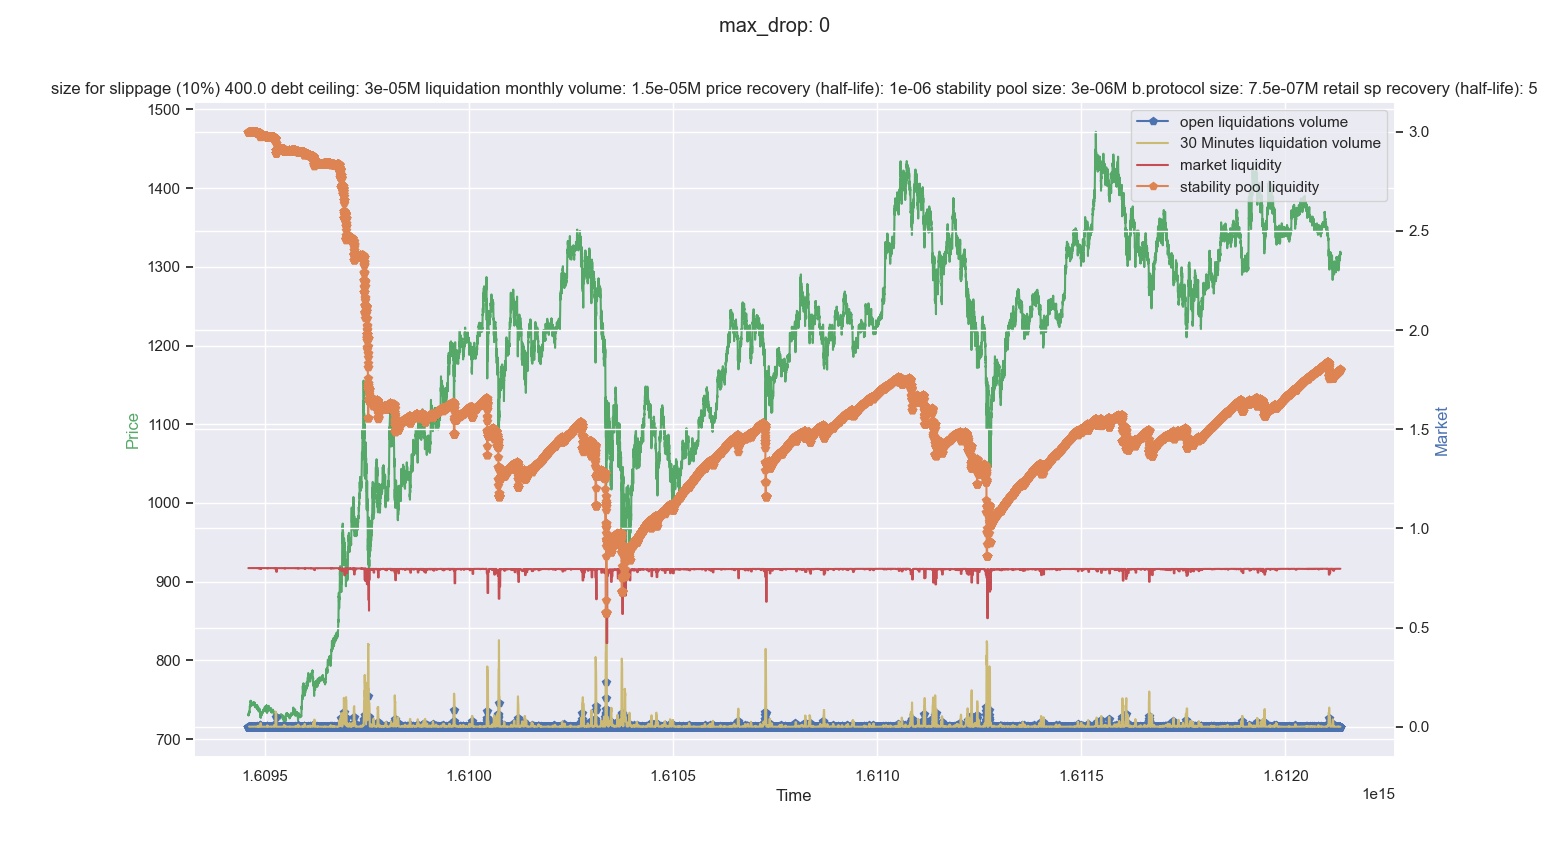 max_drop: 0
size for slippage (10%) 400.0 debt ceiling: 3e-05M liquidation monthly volume: 1.5e-05M price recovery (half-life): 1e-06 stability pool size: 3e-06M b.protocol size: 7.5e-07M retail sp recovery (half-life): 5
open liquidations volume
30 Minutes liquidation volume
market liquidity
stability pool liquidity
1500
1400
1300
1200
1100
1000
900
800
700
Price
3.0
2.5
2.0
1.5
1.0
0.5
0.0
Market
1.6095
1.6100
1.6105
1.6110
1.6115
1.6120
Time
1e15